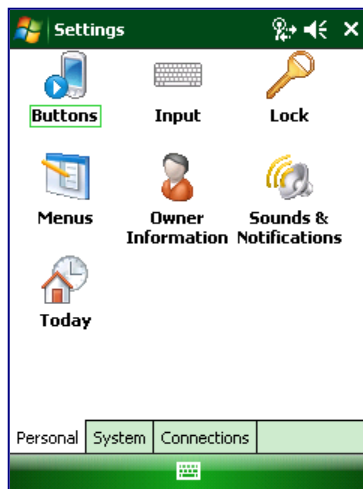 Settings
Buttons Input Lock
Menus Owner Information Sounds & Notifications
Today
Personal System Connections